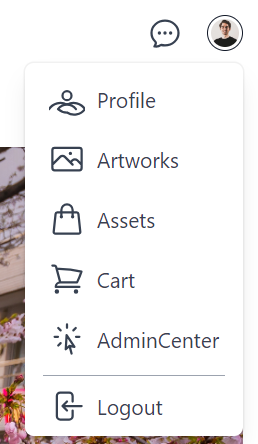 Profile
Artworks
Assets
Cart
AdminCenter
Logout